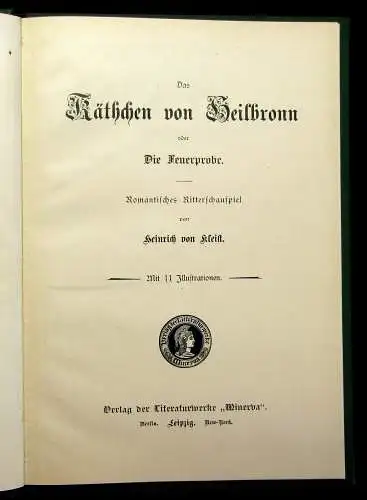 Das
Käthchen von Heilbronn
oder
Die Feuerprobe.
Romantisches Ritterschauspiel
von
Heinrich von Kleist.
Mit 11 Illustrationen.
Verlag der Literaturwerke „Minerva“.
Berlin. Leipzig. New-York.